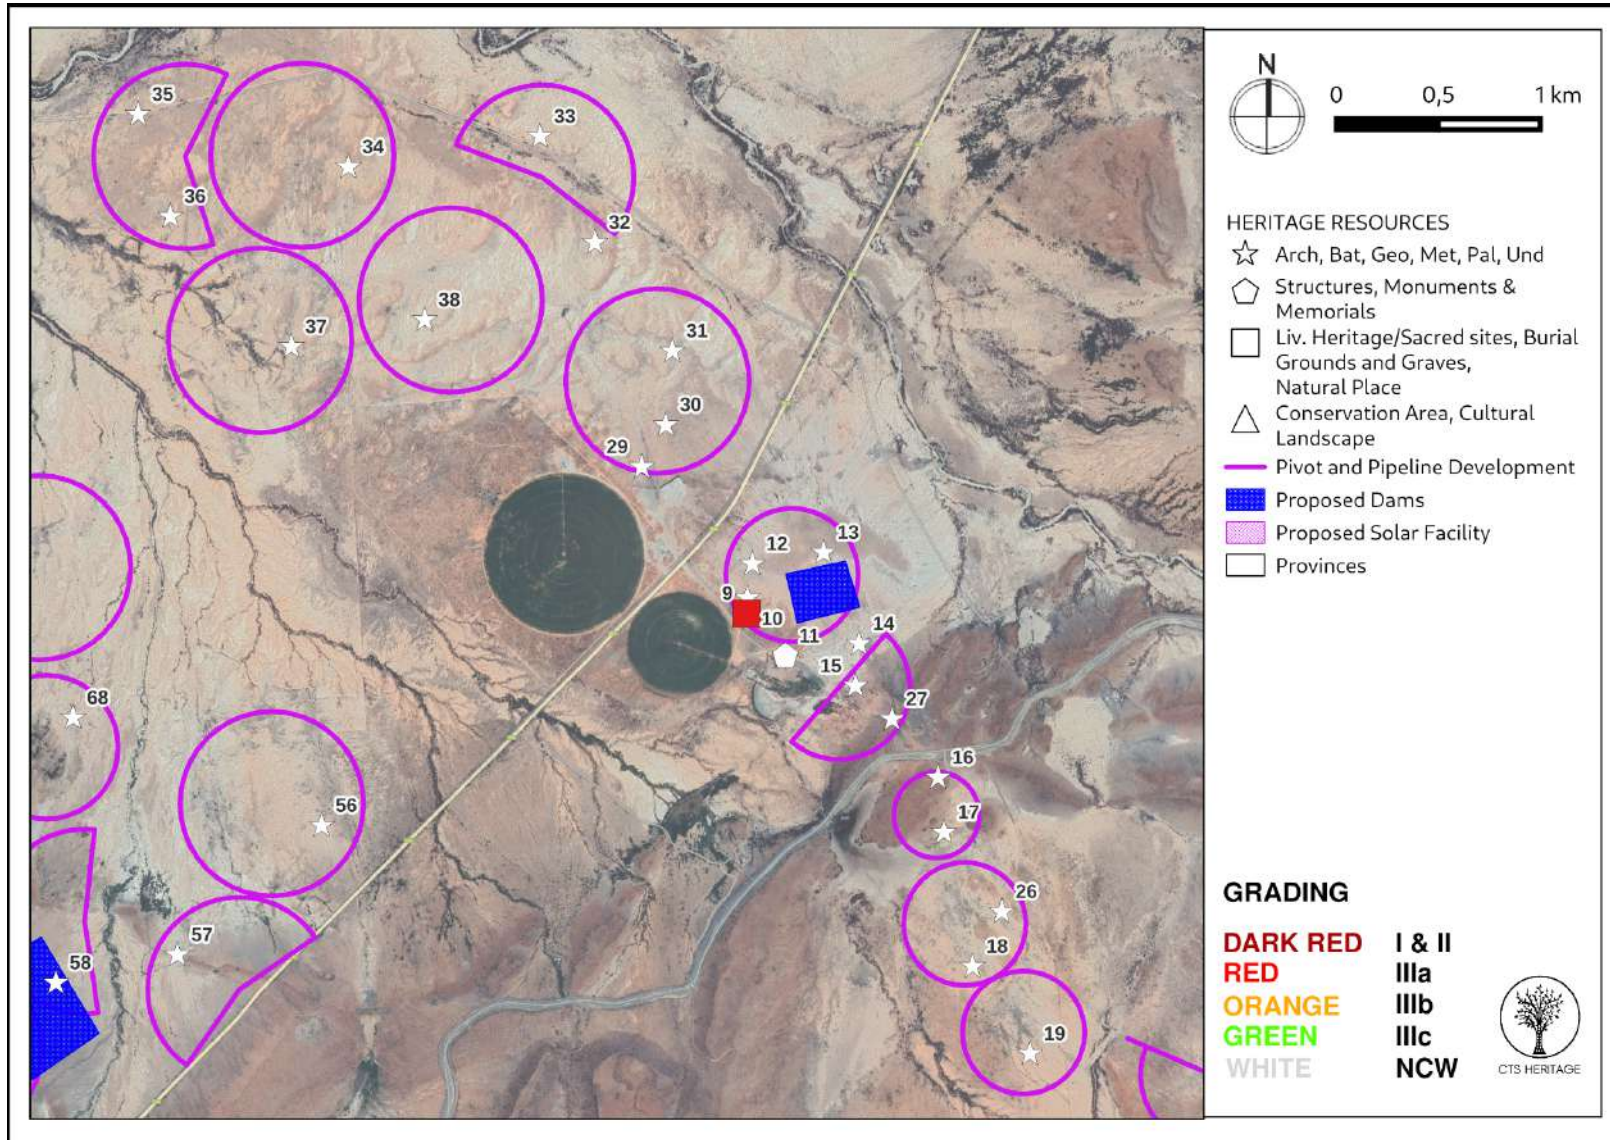 35
33
34
36
32
31
38
37
30
29
13
12
9
10
11
14
15
68
27
16
56
17
26
57
18
58
19
N
0 0,5 1 km
HERITAGE RESOURCES
Arch, Bat, Geo, Met, Pal, Und
Structures, Monuments &
Memorials
Liv. Heritage/Sacred sites, Burial
Grounds and Graves,
Natural Place
Conservation Area, Cultural
Landscape
Pivot and Pipeline Development
Proposed Dams
Proposed Solar Facility
Provinces
GRADING
DARK RED I & II
RED IIIa
ORANGE IIIb
GREEN IIIc
WHITE NCW
CTS HERITAGE